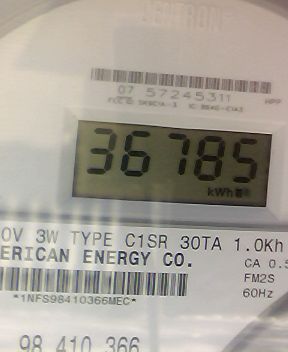 CENTRON
07 57245311
36785
kWh
0V 3W TYPE C1SR 30TA 1.0Kh
ERICAN ENERGY CO.
CA 0.5
FM2S
*1NFS98410366MEC*
60Hz
98 410 366